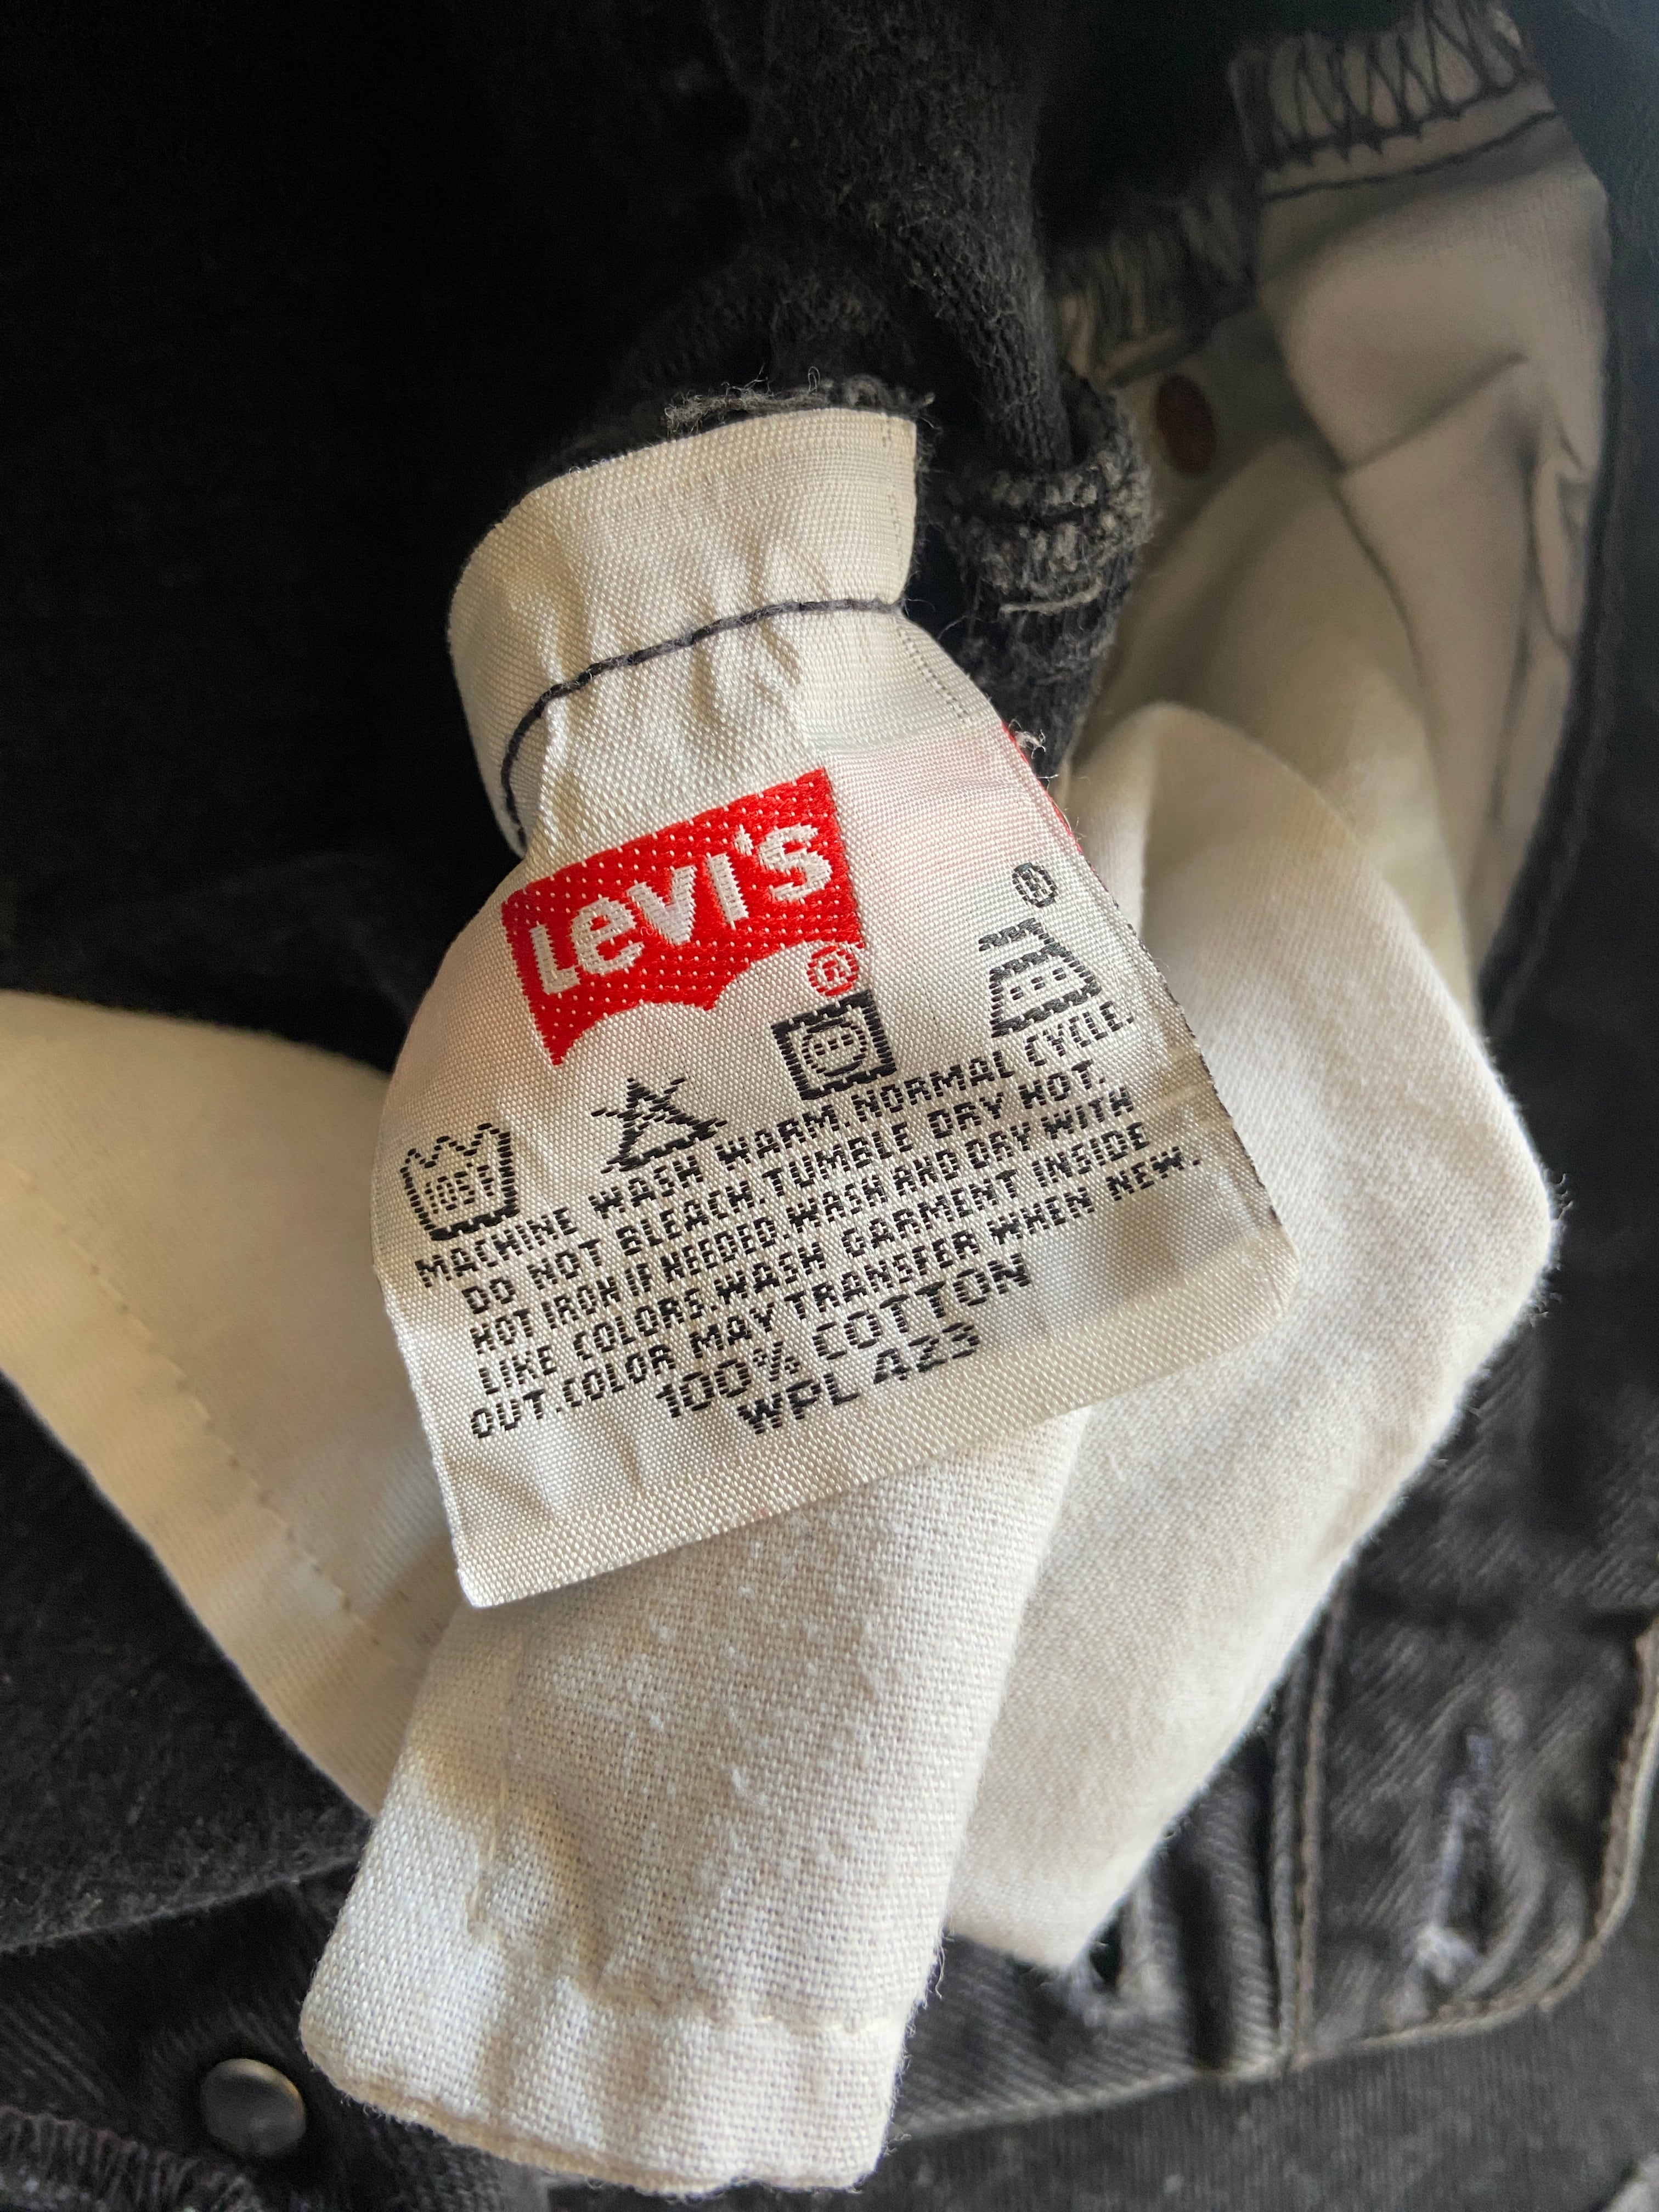 Levi's
®
®
105F
MACHINE WASH WARM. NORMAL CYCLE.
DO NOT BLEACH. TUMBLE DRY HOT.
HOT IRON IF NEEDED. WASH AND DRY WITH
LIKE COLORS. WASH GARMENT INSIDE
OUT. COLOR MAY TRANSFER WHEN NEW.
100% COTTON
WPL 423